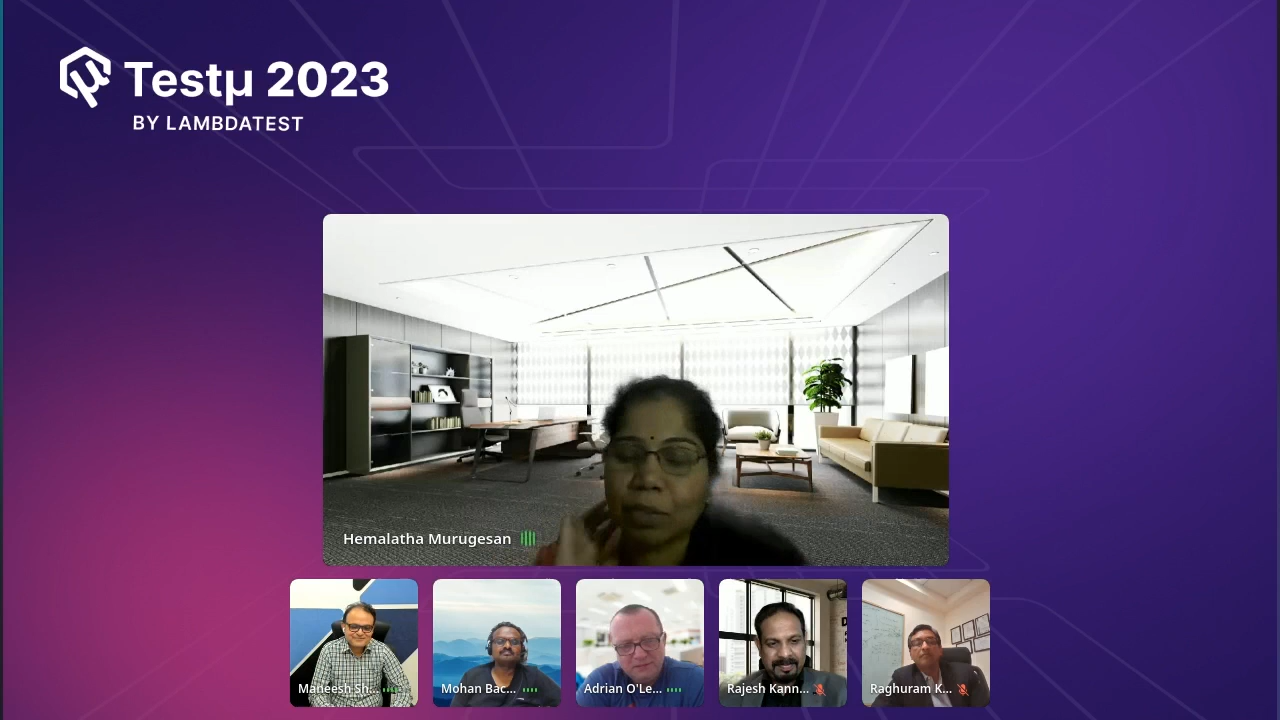 Testμ 2023
BY LAMBDATEST
Hemalatha Murugesan
Maneesh Sh...
Mohan Bac...
Adrian O'Le...
Rajesh Kann...
Raghuram K...